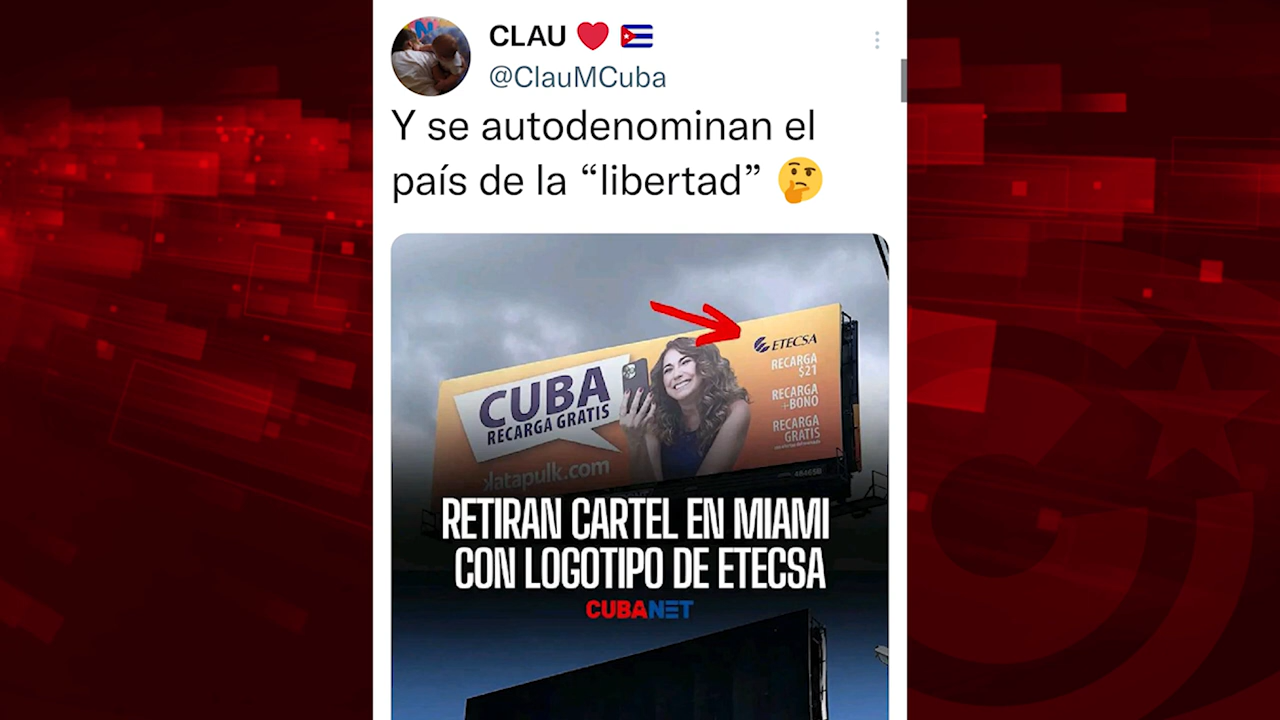 CLAU ❤️ 🇨🇺
@ClauMCuba
Y se autodenominan el
país de la “libertad” 🤔
ETECSA
RECARGA
$21
RECARGA
+BONO
RECARGA
GRATIS
CUBA
RECARGA GRATIS
katapulk.com
RETIRAN CARTEL EN MIAMI
CON LOGOTIPO DE ETECSA
CUBANET